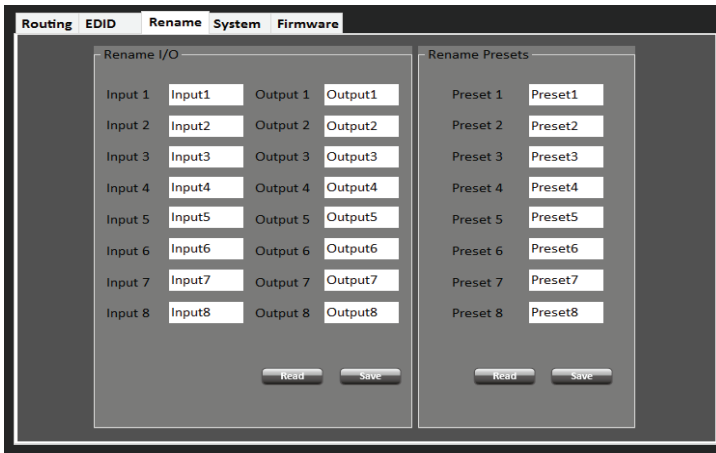 Routing EDID Rename System Firmware
Rename I/O Rename Presets
Input 1 Input1 Output 1 Output1 Preset 1 Preset1
Input 2 Input2 Output 2 Output2 Preset 2 Preset2
Input 3 Input3 Output 3 Output3 Preset 3 Preset3
Input 4 Input4 Output 4 Output4 Preset 4 Preset4
Input 5 Input5 Output 5 Output5 Preset 5 Preset5
Input 6 Input6 Output 6 Output6 Preset 6 Preset6
Input 7 Input7 Output 7 Output7 Preset 7 Preset7
Input 8 Input8 Output 8 Output8 Preset 8 Preset8
Read Save Read Save